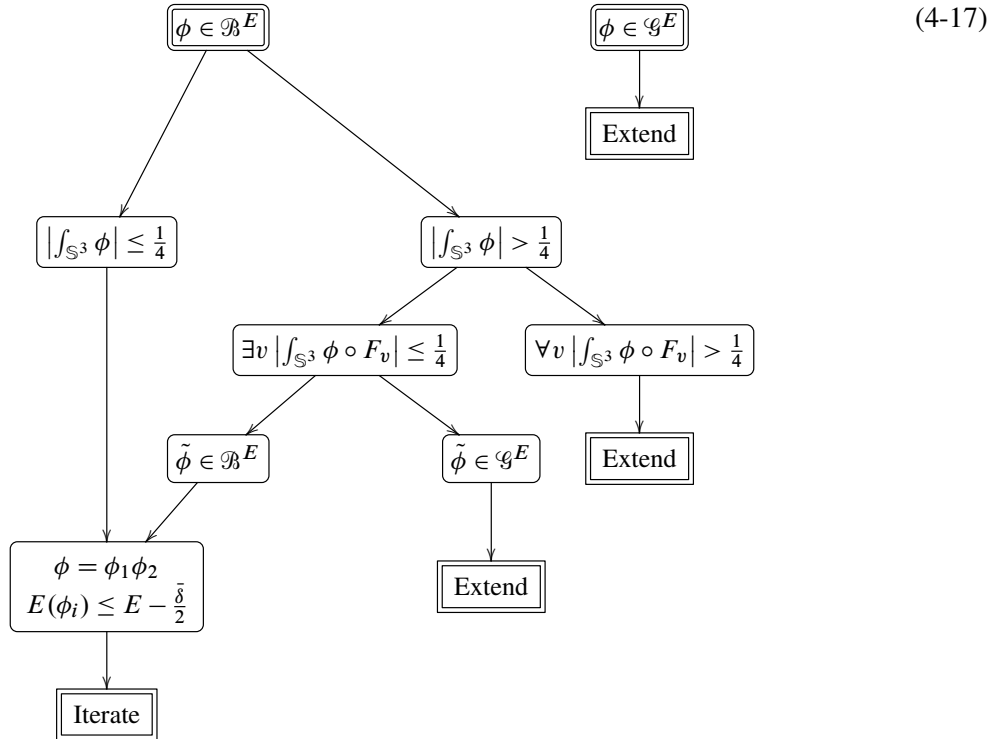 φ ∈ ℬ^E
φ ∈ 𝒢^E
(4-17)
Extend
|∫_{𝕊³} φ| ≤ 1/4
|∫_{𝕊³} φ| > 1/4
∃v |∫_{𝕊³} φ ∘ F_v| ≤ 1/4
∀v |∫_{𝕊³} φ ∘ F_v| > 1/4
φ̃ ∈ ℬ^E
φ̃ ∈ 𝒢^E
Extend
φ = φ₁φ₂
E(φ_i) ≤ E − δ̄/2
Extend
Iterate